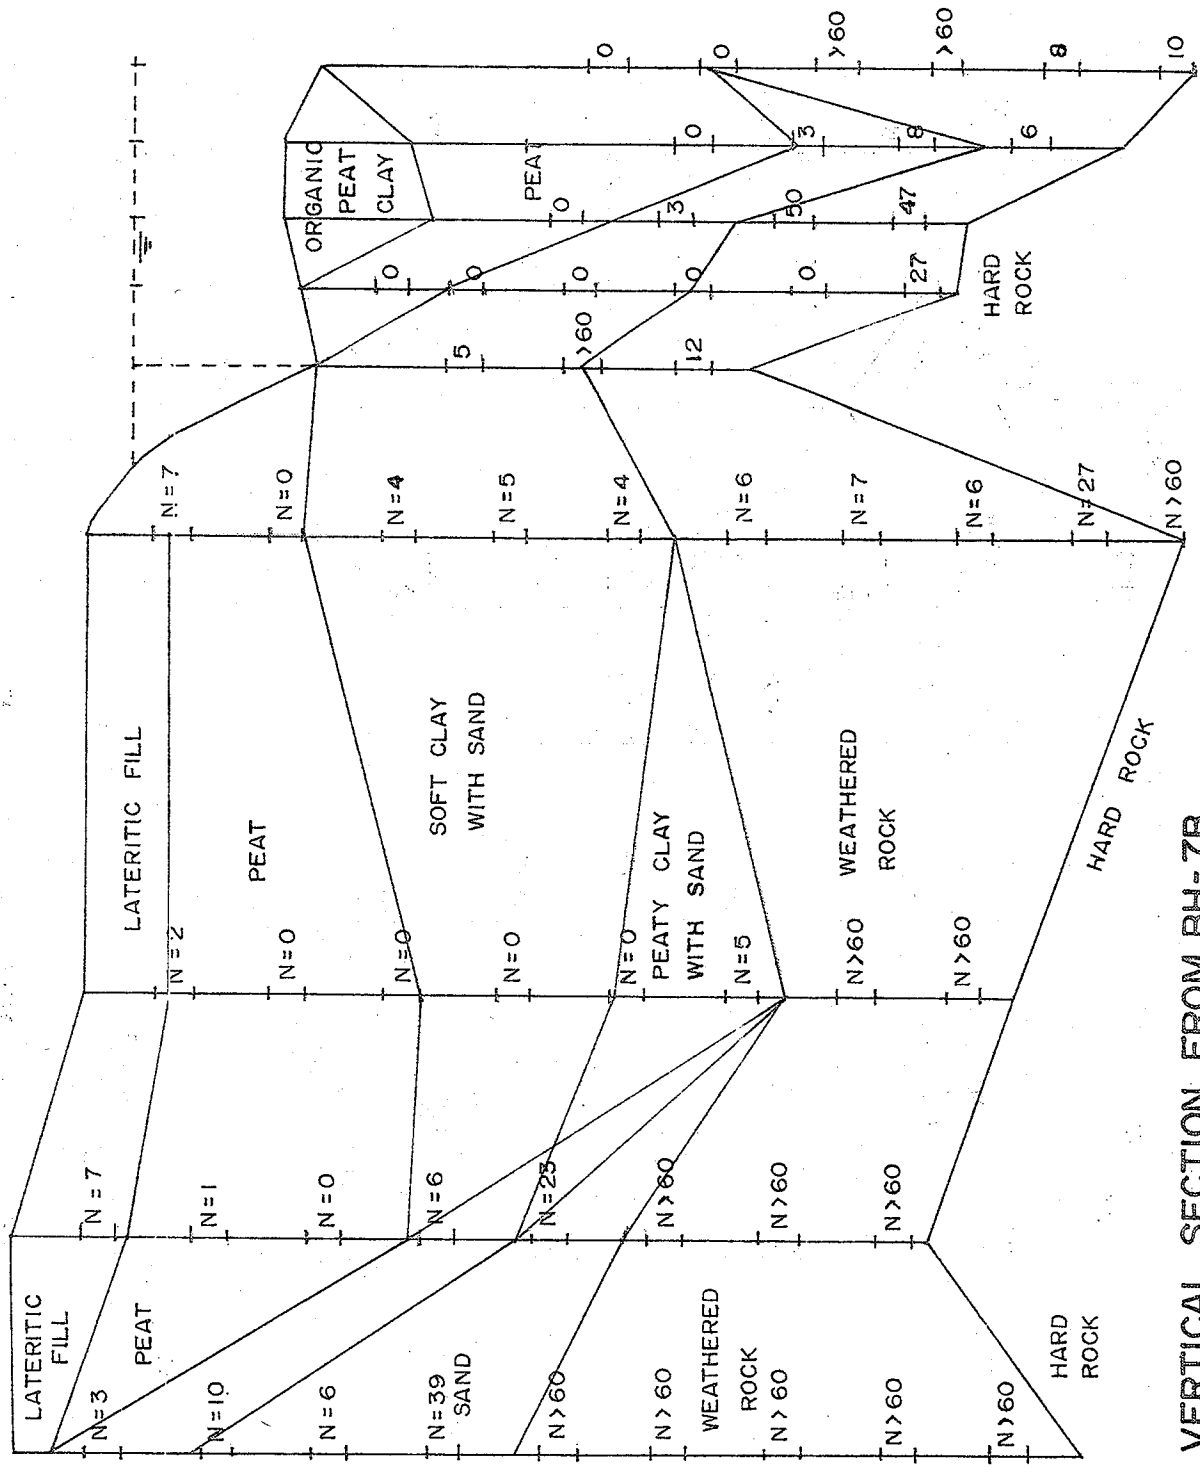 LATERITIC
FILL
PEAT
N=3
N=10
N=6
N=39
SAND
N>60
N>60
WEATHERED
ROCK
N>60
N>60
N>60
HARD
ROCK
N=7
N=1
N=0
N=6
N=23
N>60
N>60
N>60
LATERITIC FILL
PEAT
SOFT CLAY
WITH SAND
PEATY CLAY
WITH SAND
WEATHERED
ROCK
HARD ROCK
N=2
N=0
N=0
N=0
N=0
N=5
N>60
N>60
N=7
N=0
N=4
N=5
N=4
N=6
N=7
N=6
N=27
N>60
5
>60
12
0
0
0
0
0
27
HARD
ROCK
ORGANIC
PEAT
CLAY
PEAT
0
3
50
47
0
3
8
6
0
0
>60
>60
8
10
VERTICAL SECTION FROM BH-7B